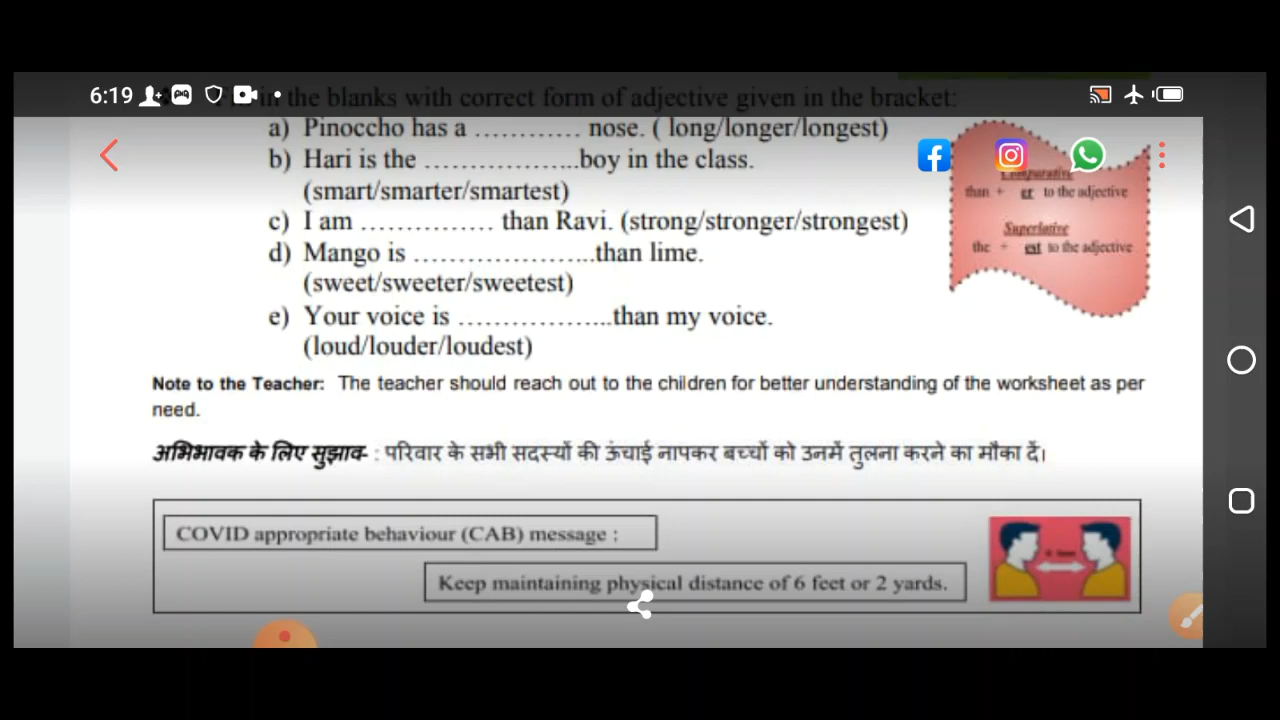 6:19
in the blanks with correct form of adjective given in the bracket:
a) Pinoccho has a ………… nose. ( long/longer/longest)
b) Hari is the ………………..boy in the class.
(smart/smarter/smartest)
c) I am …………… than Ravi. (strong/stronger/strongest)
d) Mango is …………………..than lime.
(sweet/sweeter/sweetest)
e) Your voice is ………………..than my voice.
(loud/louder/loudest)
Comparative
than + er to the adjective
Superlative
the + est to the adjective
Note to the Teacher: The teacher should reach out to the children for better understanding of the worksheet as per
need.
अभिभावक के लिए सुझाव- : परिवार के सभी सदस्यों की ऊंचाई नापकर बच्चों को उनमें तुलना करने का मौका दें।
COVID appropriate behaviour (CAB) message :
Keep maintaining physical distance of 6 feet or 2 yards.